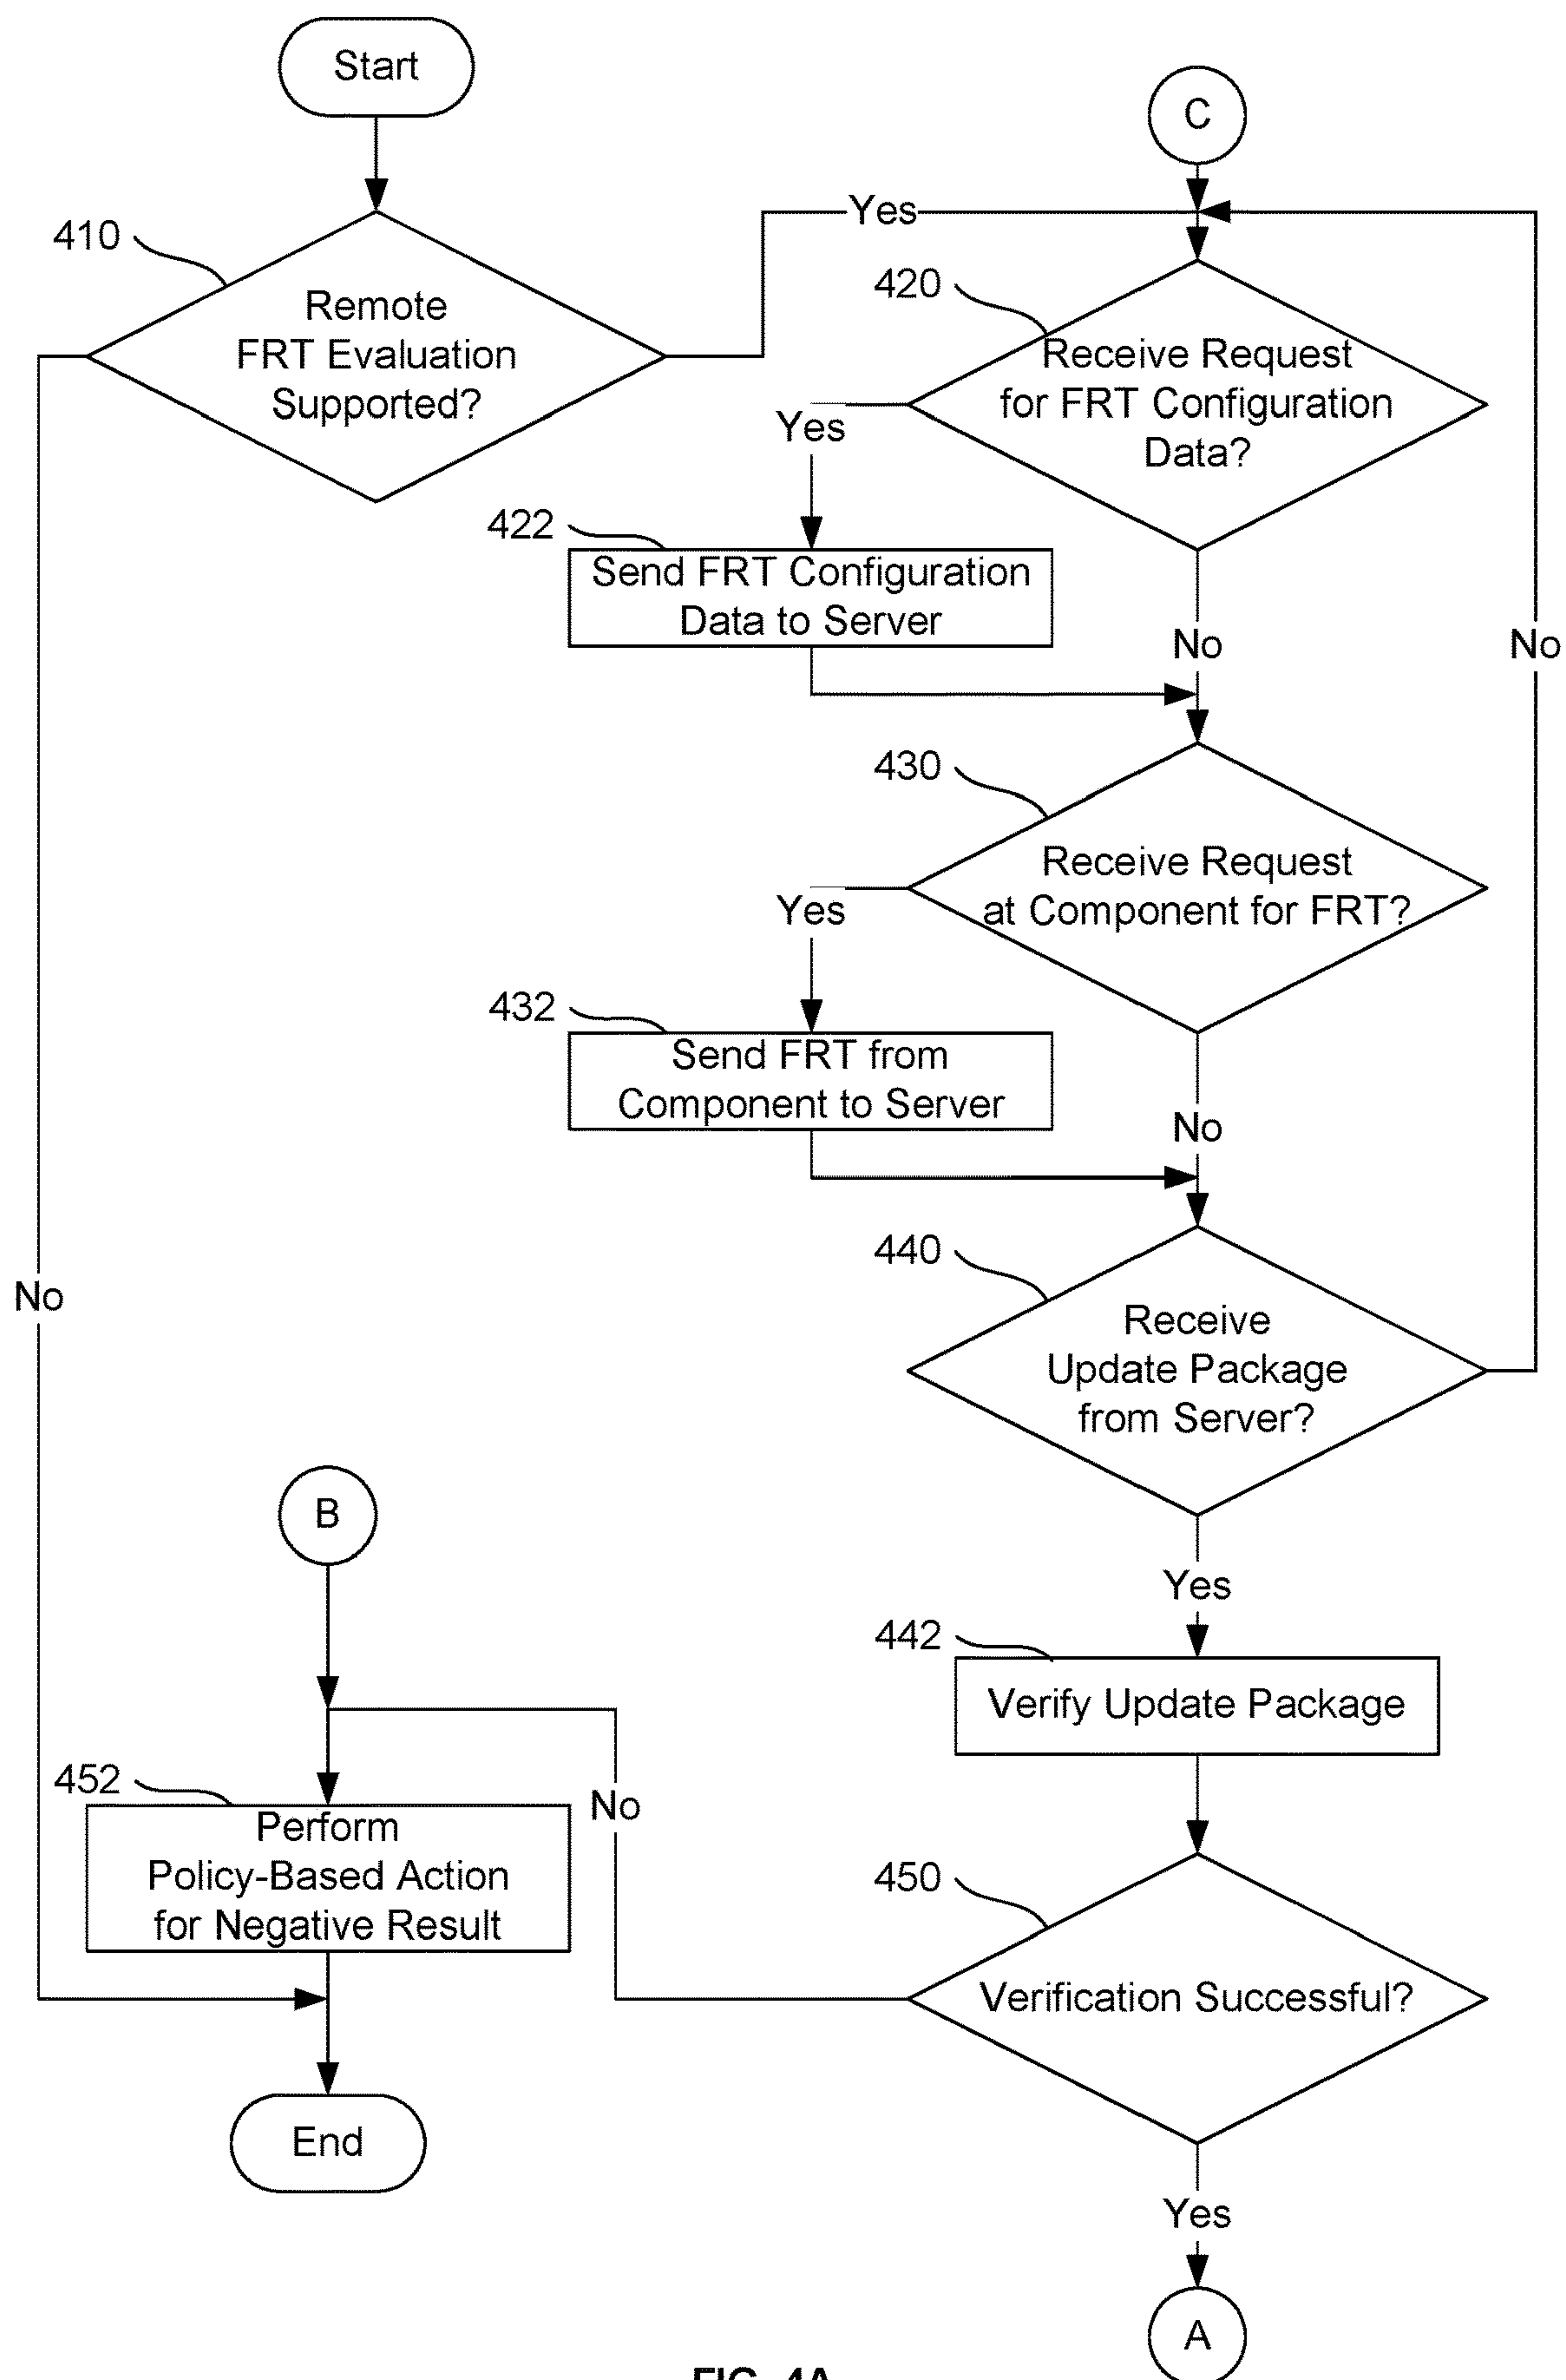 Start
C
410
Remote
FRT Evaluation
Supported?
Yes
420
Receive Request
for FRT Configuration
Data?
Yes
422
Send FRT Configuration
Data to Server
No
No
430
Receive Request
at Component for FRT?
Yes
432
Send FRT from
Component to Server
No
440
Receive
Update Package
from Server?
No
B
Yes
442
Verify Update Package
452
Perform
Policy-Based Action
for Negative Result
No
450
Verification Successful?
End
Yes
A
FIG. 4A